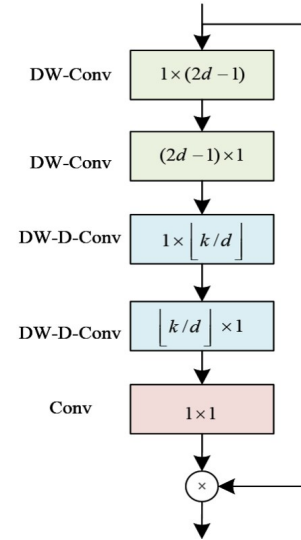 DW-Conv 1×(2d−1)
DW-Conv (2d−1)×1
DW-D-Conv 1×⌊k/d⌋
DW-D-Conv ⌊k/d⌋×1
Conv 1×1
×